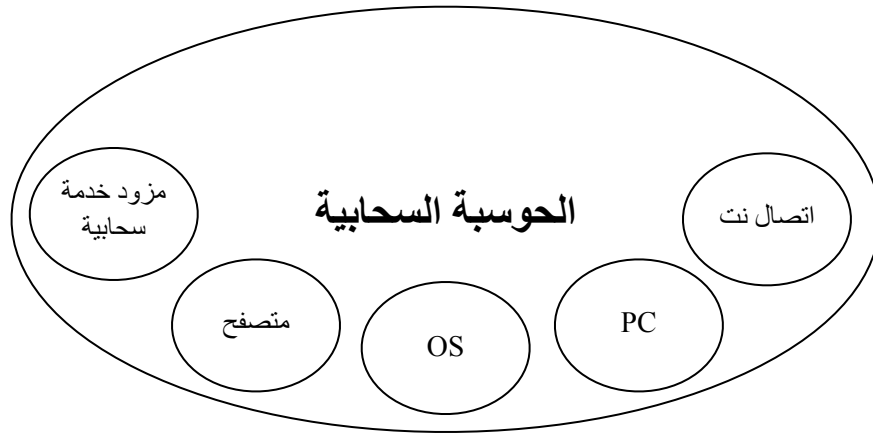 الحوسبة السحابية
اتصال نت
PC
OS
متصفح
مزود خدمة
سحابية